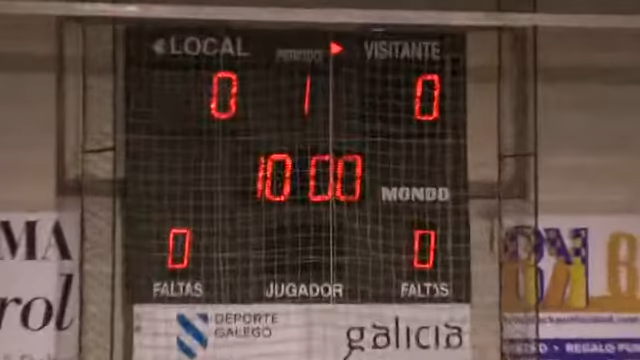 LOCAL
PERIODO
VISITANTE
0
1
0
10 00
MONDO
0
0
FALTAS
JUGADOR
FALTAS
DEPORTE
GALEGO
galicia
MA
rol
REGALO